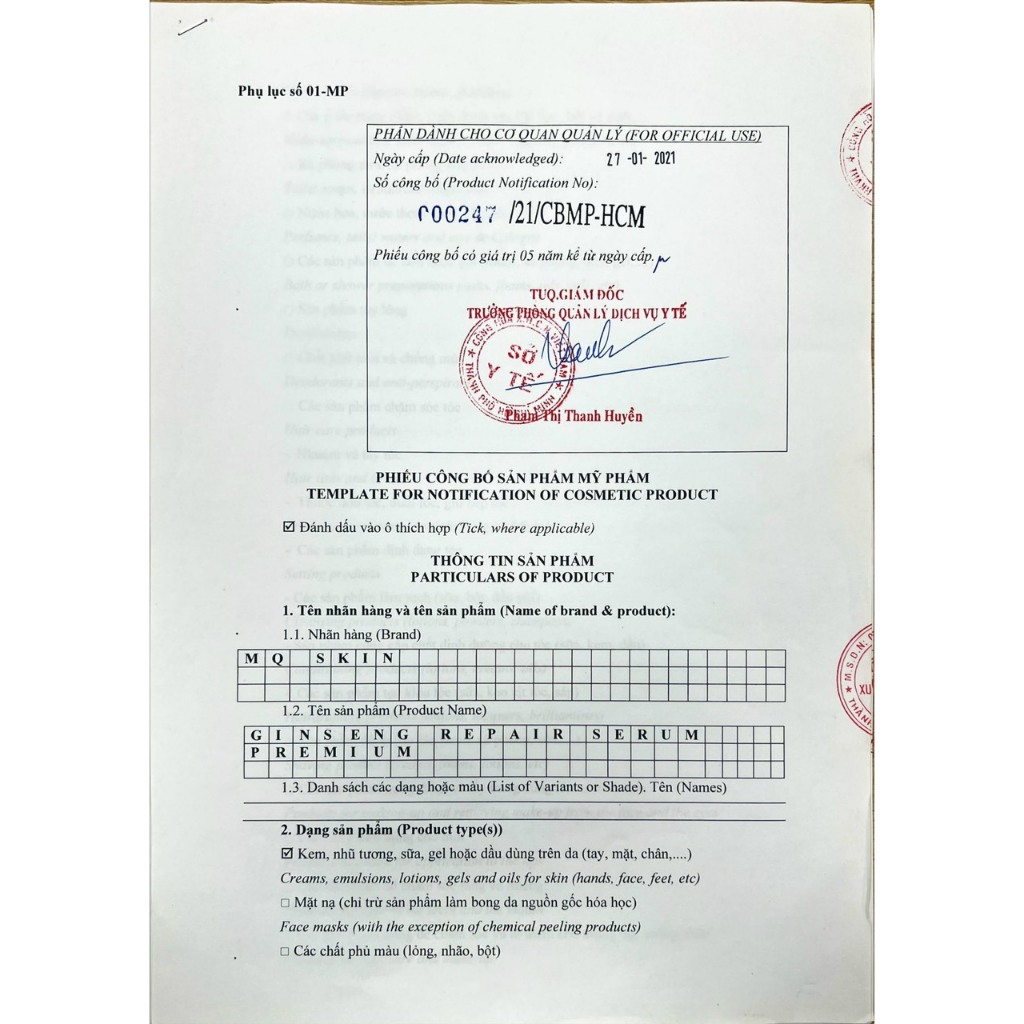 Phụ lục số 01-MP
PHẦN DÀNH CHO CƠ QUAN QUẢN LÝ (FOR OFFICIAL USE)
Ngày cấp (Date acknowledged): 27 -01- 2021
Số công bố (Product Notification No):
000247 /21/CBMP-HCM
Phiếu công bố có giá trị 05 năm kể từ ngày cấp.
TUQ.GIÁM ĐỐC
TRƯỞNG PHÒNG QUẢN LÝ DỊCH VỤ Y TẾ
SỞ
Y TẾ
Phạm Thị Thanh Huyền
PHIẾU CÔNG BỐ SẢN PHẨM MỸ PHẨM
TEMPLATE FOR NOTIFICATION OF COSMETIC PRODUCT
☑ Đánh dấu vào ô thích hợp (Tick, where applicable)
THÔNG TIN SẢN PHẨM
PARTICULARS OF PRODUCT
1. Tên nhãn hàng và tên sản phẩm (Name of brand & product):
1.1. Nhãn hàng (Brand)
MQ SKIN
1.2. Tên sản phẩm (Product Name)
GINSENG REPAIR SERUM
PREMIUM
1.3. Danh sách các dạng hoặc màu (List of Variants or Shade). Tên (Names)
2. Dạng sản phẩm (Product type(s))
☑ Kem, nhũ tương, sữa, gel hoặc dầu dùng trên da (tay, mặt, chân,....)
Creams, emulsions, lotions, gels and oils for skin (hands, face, feet, etc)
□ Mặt nạ (chỉ trừ sản phẩm làm bong da nguồn gốc hóa học)
Face masks (with the exception of chemical peeling products)
□ Các chất phủ màu (lỏng, nhão, bột)